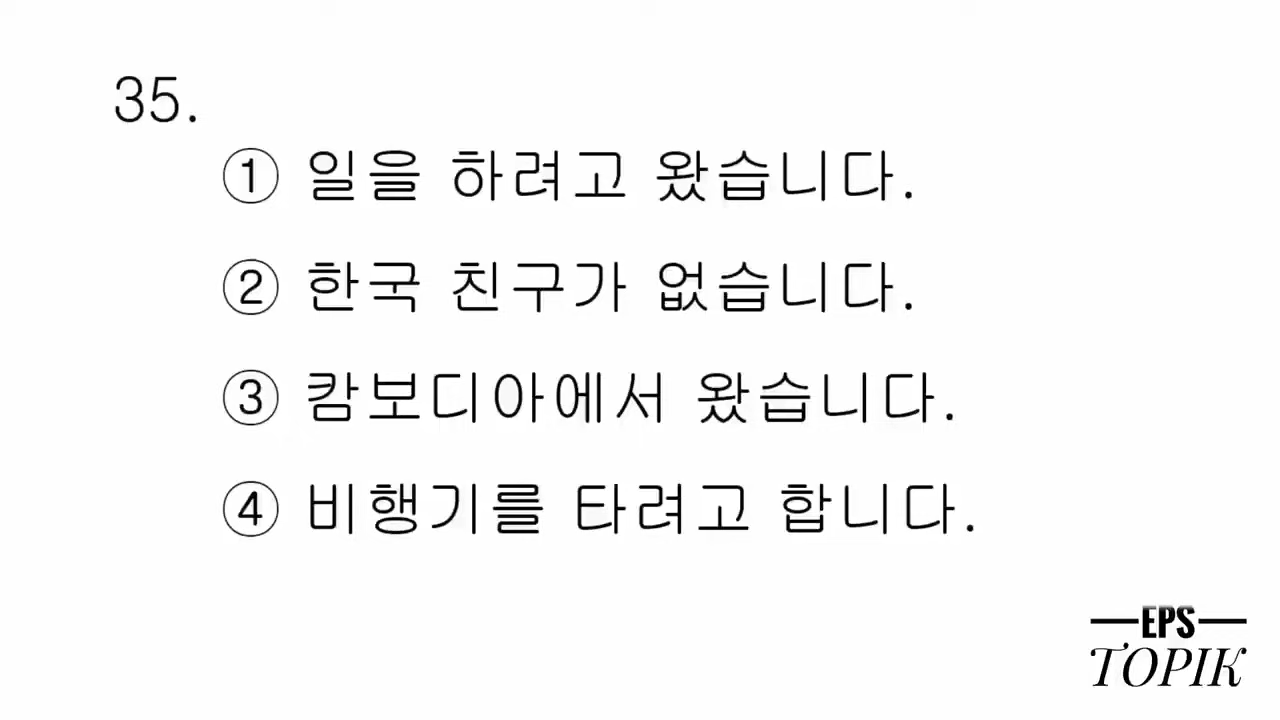 35.
① 일을 하려고 왔습니다.
② 한국 친구가 없습니다.
③ 캄보디아에서 왔습니다.
④ 비행기를 타려고 합니다.
EPS
TOPIK